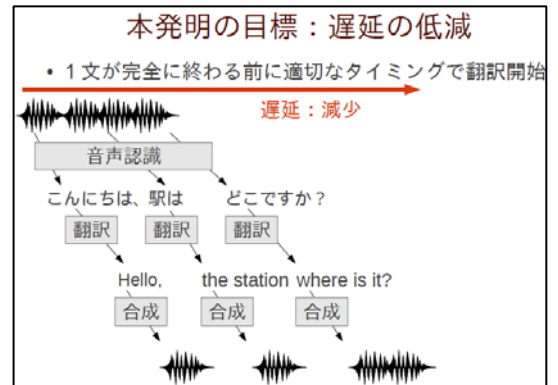 本発明の目標：遅延の低減
• １文が完全に終わる前に適切なタイミングで翻訳開始
遅延：減少
音声認識
こんにちは、駅は どこですか？
翻訳 翻訳 翻訳
Hello, the station where is it?
合成 合成 合成